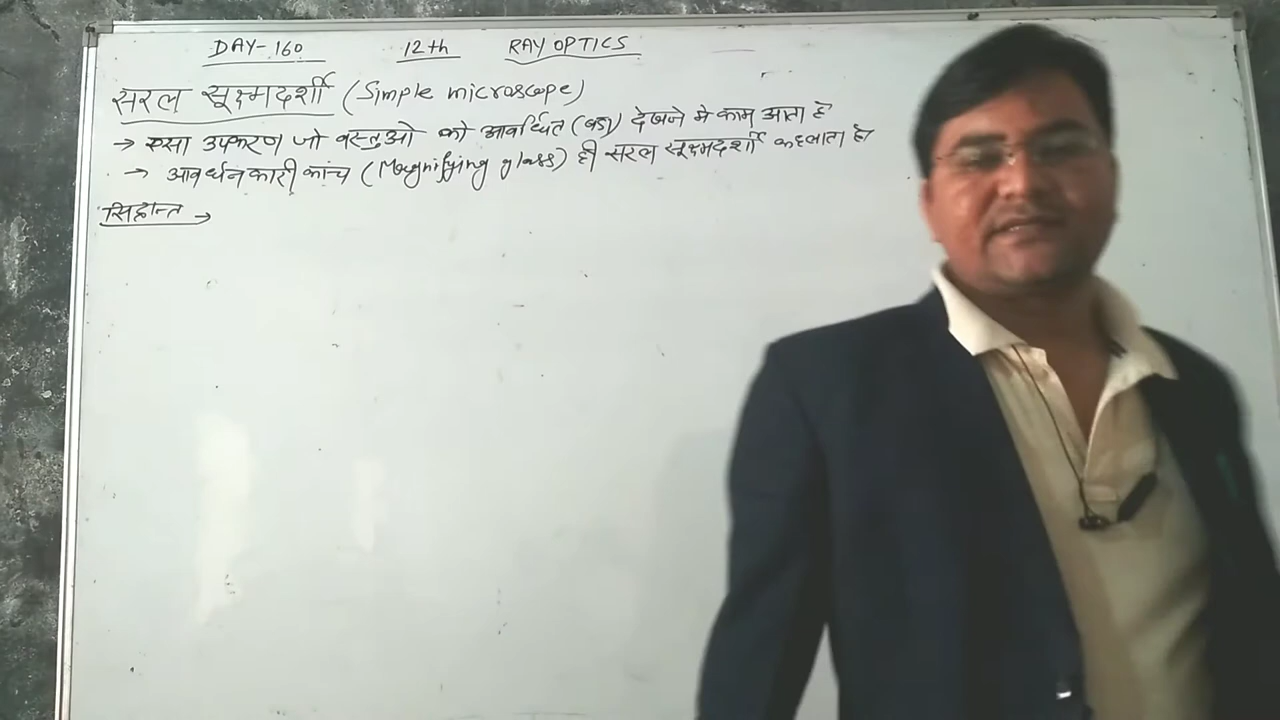 DAY-160 12th RAY OPTICS
सरल सूक्ष्मदर्शी (Simple microscope)
→ ऐसा उपकरण जो वस्तुओ को आवर्धित (बडा) देखने मे काम आता है
→ आवर्धनकारी कांच (Magnifying glass) ही सरल सूक्ष्मदर्शी कहलाता है
सिद्धान्त →